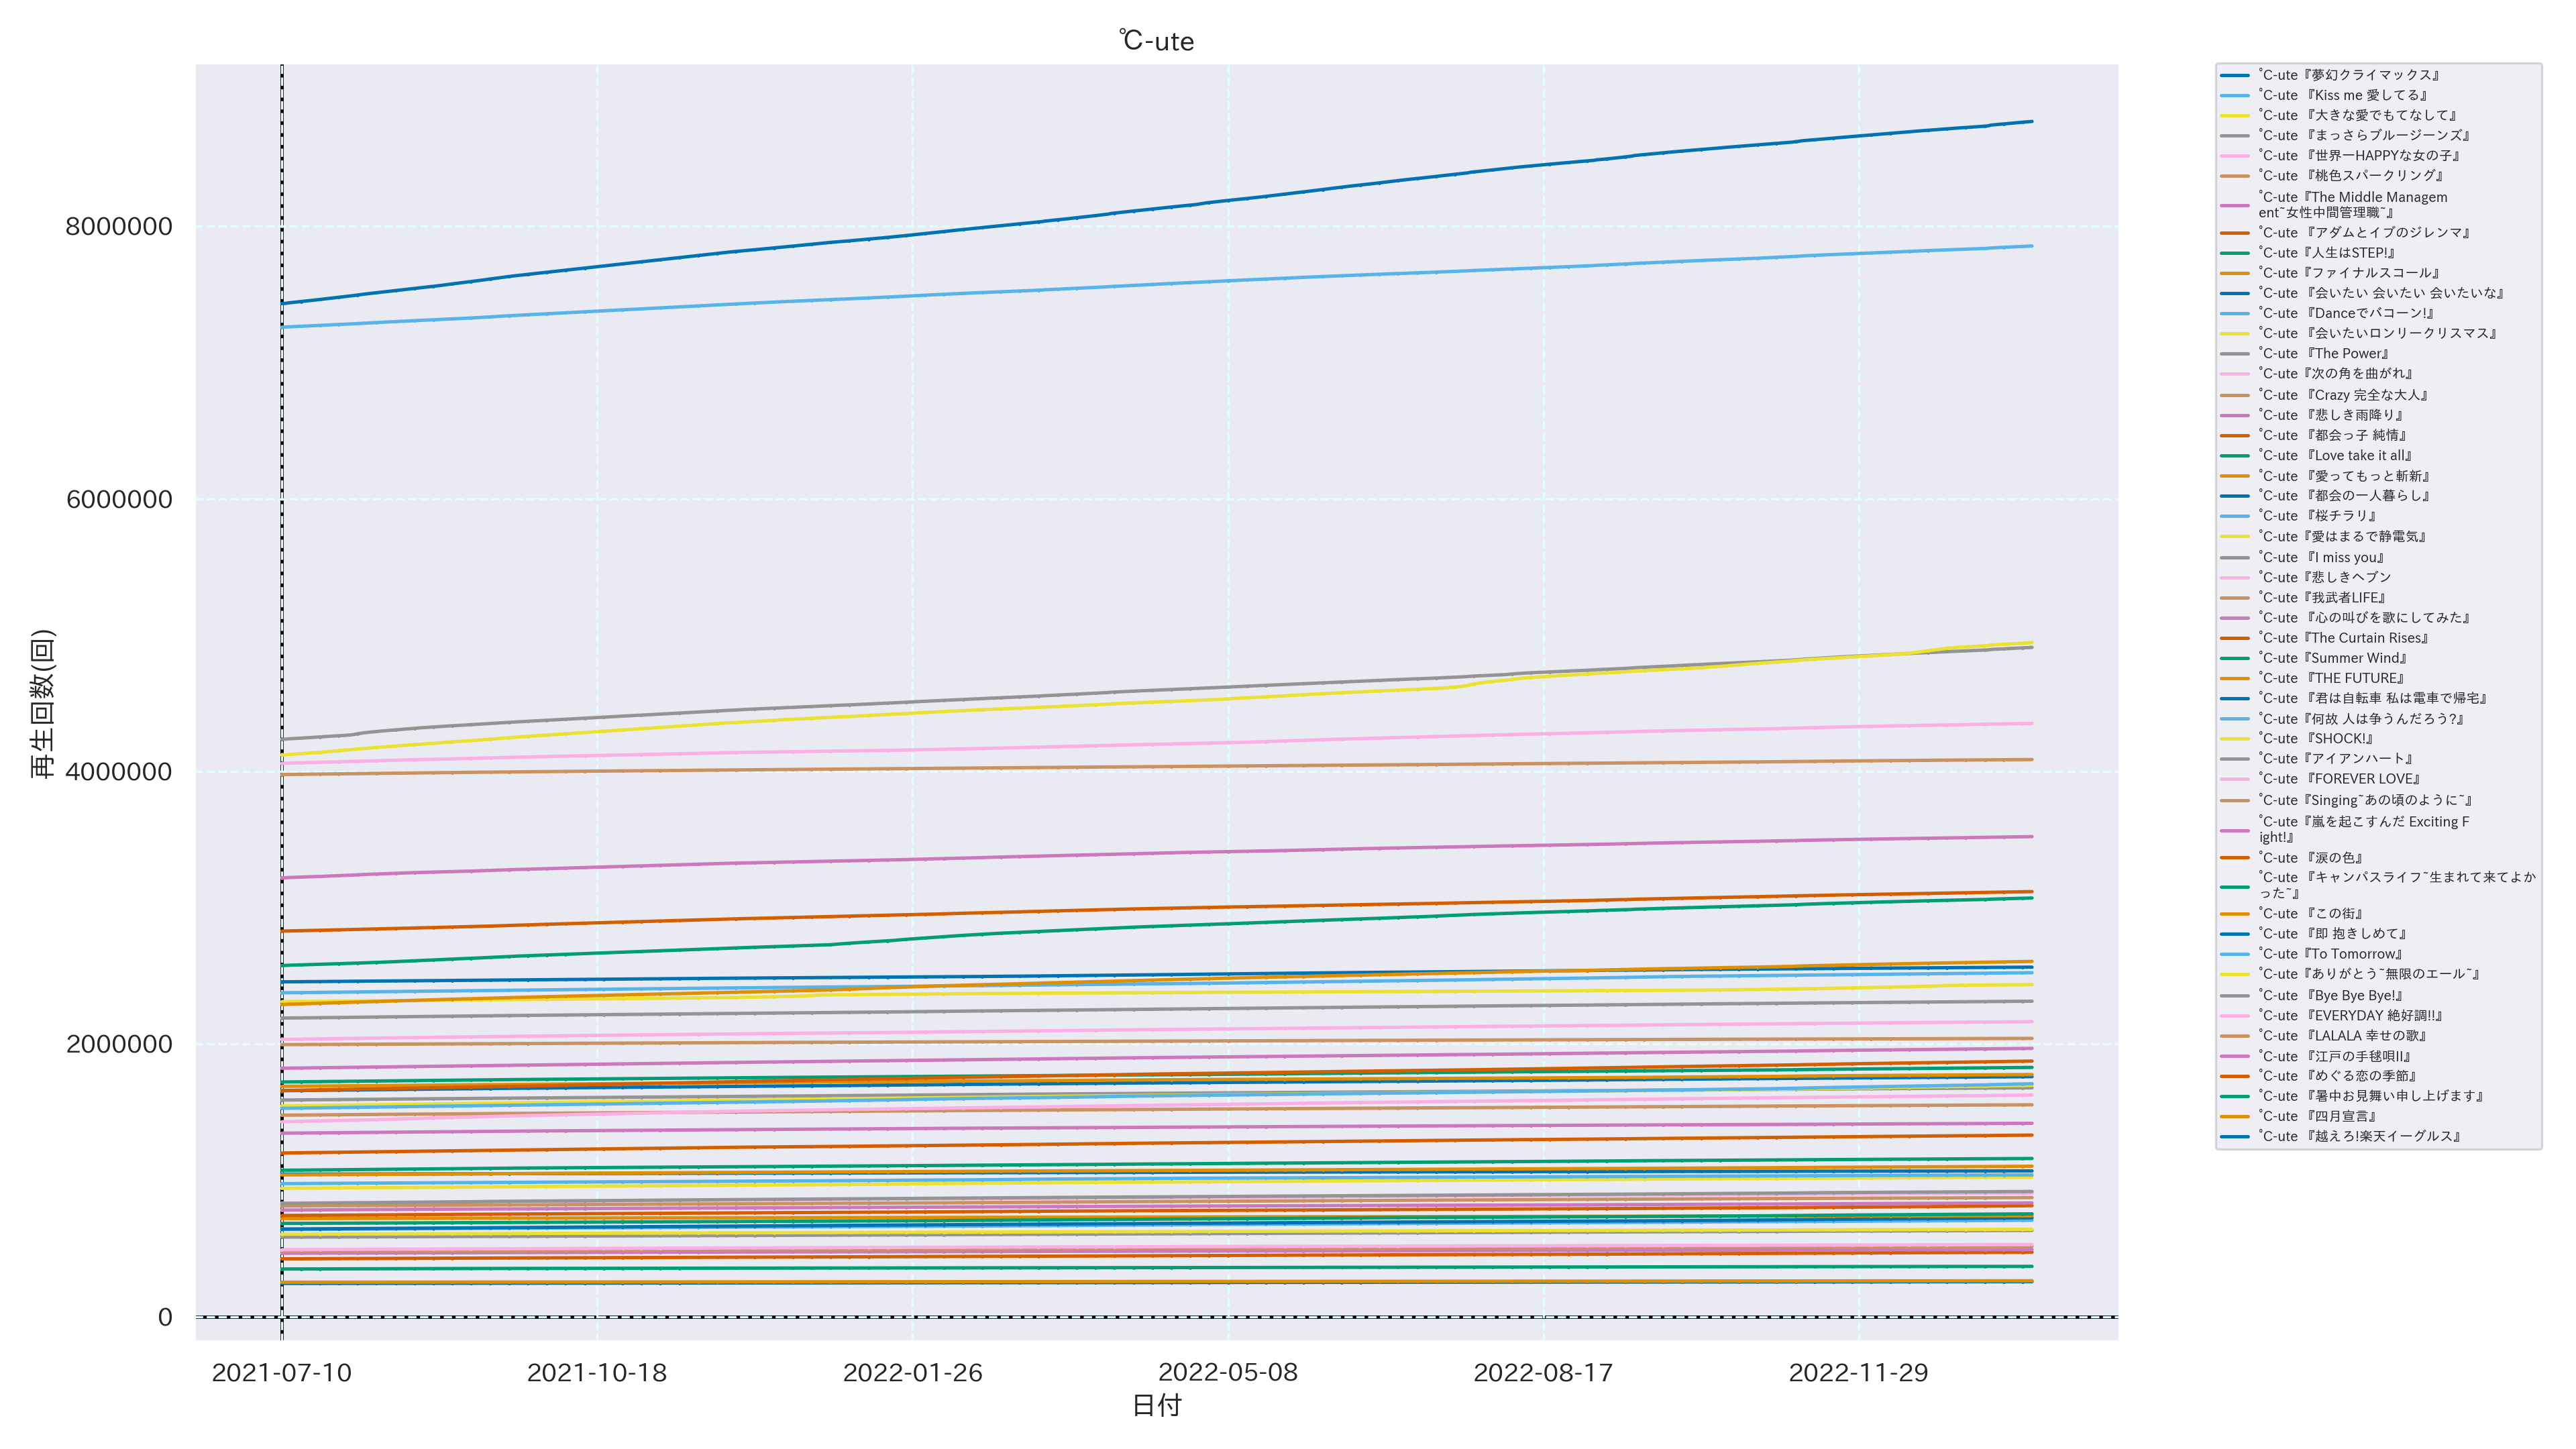 ℃-ute
再生回数(回)
8000000
6000000
4000000
2000000
0
2021-07-10
2021-10-18
2022-01-26
2022-05-08
2022-08-17
2022-11-29
日付
℃-ute『夢幻クライマックス』
℃-ute 『Kiss me 愛してる』
℃-ute 『大きな愛でもてなして』
℃-ute 『まっさらブルージーンズ』
℃-ute 『世界一HAPPYな女の子』
℃-ute 『桃色スパークリング』
℃-ute『The Middle Managem
ent~女性中間管理職~』
℃-ute 『アダムとイブのジレンマ』
℃-ute『人生はSTEP!』
℃-ute『ファイナルスコール』
℃-ute 『会いたい 会いたい 会いたいな』
℃-ute 『Danceでバコーン!』
℃-ute 『会いたいロンリークリスマス』
℃-ute 『The Power』
℃-ute『次の角を曲がれ』
℃-ute 『Crazy 完全な大人』
℃-ute 『悲しき雨降り』
℃-ute 『都会っ子 純情』
℃-ute 『Love take it all』
℃-ute 『愛ってもっと斬新』
℃-ute 『都会の一人暮らし』
℃-ute 『桜チラリ』
℃-ute『愛はまるで静電気』
℃-ute 『I miss you』
℃-ute『悲しきヘブン
℃-ute『我武者LIFE』
℃-ute『心の叫びを歌にしてみた』
℃-ute『The Curtain Rises』
℃-ute『Summer Wind』
℃-ute『THE FUTURE』
℃-ute 『君は自転車 私は電車で帰宅』
℃-ute『何故 人は争うんだろう?』
℃-ute 『SHOCK!』
℃-ute『アイアンハート』
℃-ute 『FOREVER LOVE』
℃-ute『Singing~あの頃のように~』
℃-ute『嵐を起こすんだ Exciting F
ight!』
℃-ute 『涙の色』
℃-ute 『キャンパスライフ~生まれて来てよか
った~』
℃-ute 『この街』
℃-ute 『即 抱きしめて』
℃-ute『To Tomorrow』
℃-ute『ありがとう~無限のエール~』
℃-ute 『Bye Bye Bye!』
℃-ute 『EVERYDAY 絶好調!!』
℃-ute 『LALALA 幸せの歌』
℃-ute 『江戸の手毬唄II』
℃-ute 『めぐる恋の季節』
℃-ute 『暑中お見舞い申し上げます』
℃-ute 『四月宣言』
℃-ute 『越えろ!楽天イーグルス』